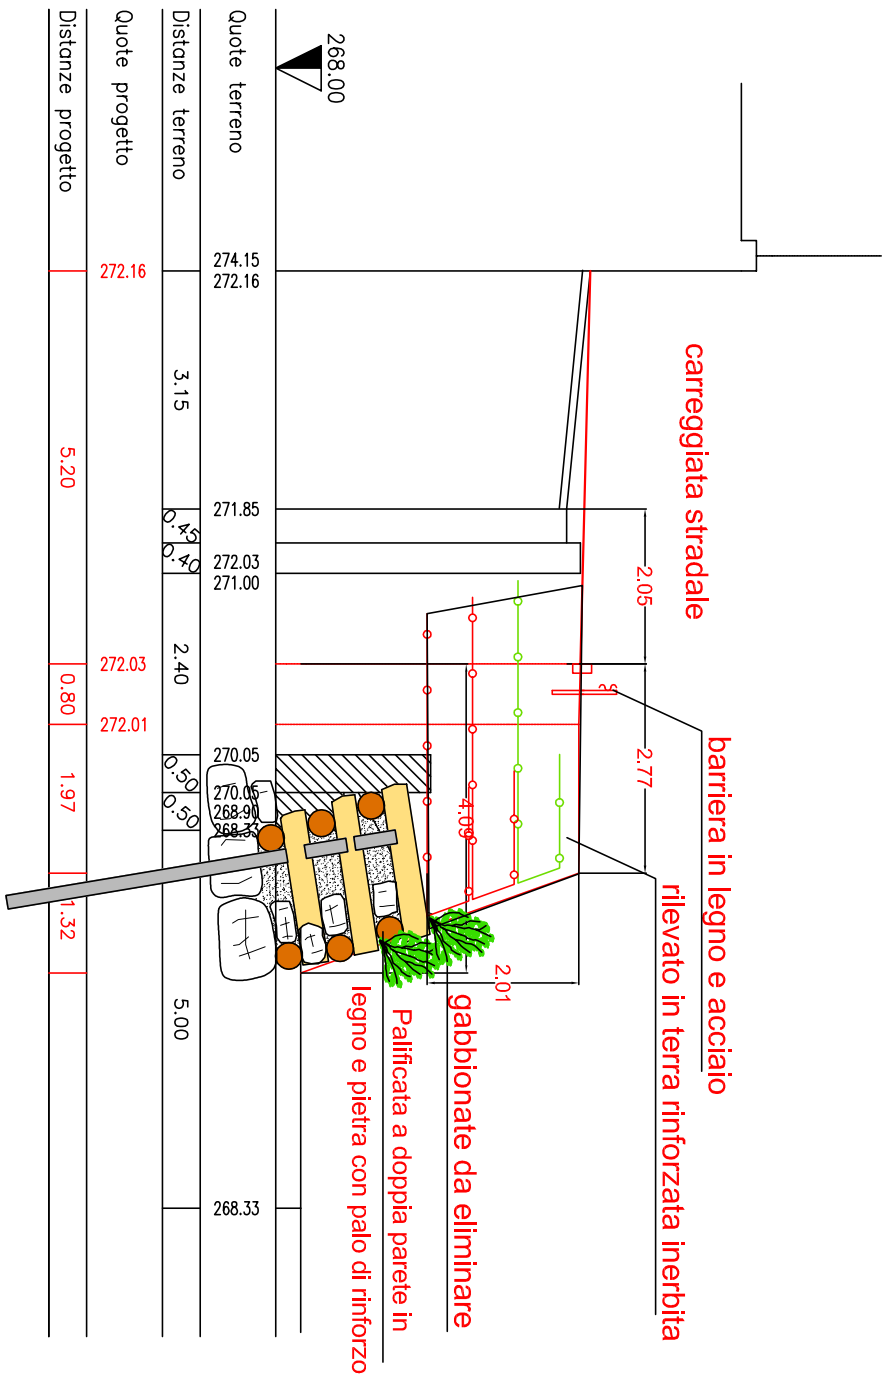 carreggiata stradale
barriera in legno e acciaio
rilevato in terra rinforzata inerbita
gabbionate da eliminare
Palificata a doppia parete in
legno e pietra con palo di rinforzo
2.05
2.77
4.09
2.01
268.00
Quote terreno
274.15
272.16
271.85
272.03
271.00
270.05
270.05
268.90
268.33
268.33
Distanze terreno
3.15
0.45
0.40
2.40
0.50
0.50
5.00
Quote progetto
272.16
272.03
272.01
Distanze progetto
5.20
0.80
1.97
1.32